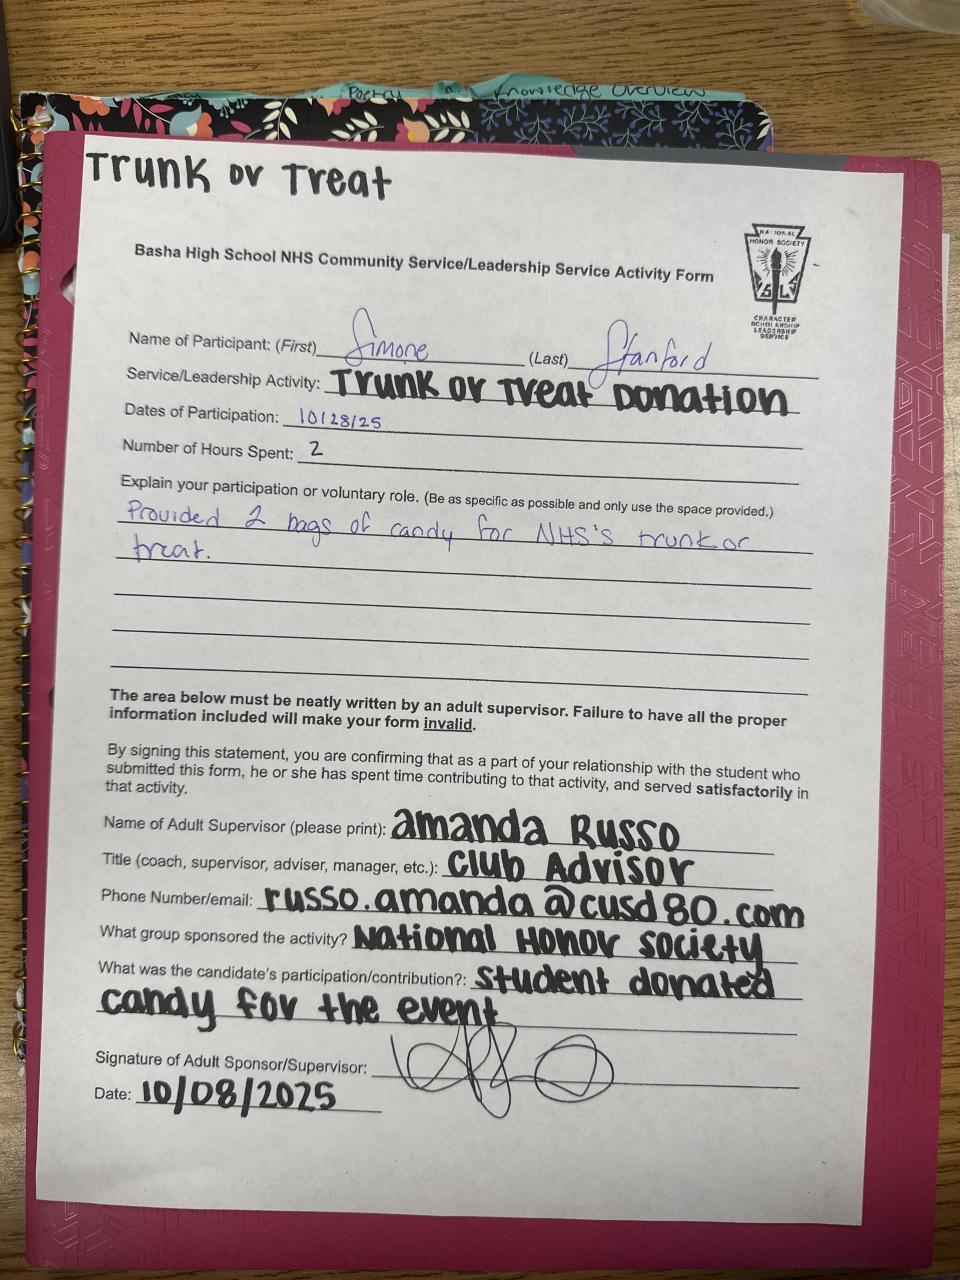 Poetry
Knowledge Overview
Trunk or Treat
NATIONAL
HONOR SOCIETY
CHARACTER
SCHOLARSHIP
LEADERSHIP
SERVICE
Basha High School NHS Community Service/Leadership Service Activity Form
Name of Participant: (First) Simone (Last) Stanford
Service/Leadership Activity: Trunk or Treat Donation
Dates of Participation: 10/28/25
Number of Hours Spent: 2
Explain your participation or voluntary role. (Be as specific as possible and only use the space provided.)
Provided 2 bags of candy for NHS's trunk or
treat.
The area below must be neatly written by an adult supervisor. Failure to have all the proper
information included will make your form invalid.
By signing this statement, you are confirming that as a part of your relationship with the student who
submitted this form, he or she has spent time contributing to that activity, and served satisfactorily in
that activity.
Name of Adult Supervisor (please print): amanda Russo
Title (coach, supervisor, adviser, manager, etc.): Club Advisor
Phone Number/email: russo.amanda@cusd80.com
What group sponsored the activity? National Honor Society
What was the candidate's participation/contribution?: student donated
candy for the event
Signature of Adult Sponsor/Supervisor:
Date: 10/08/2025